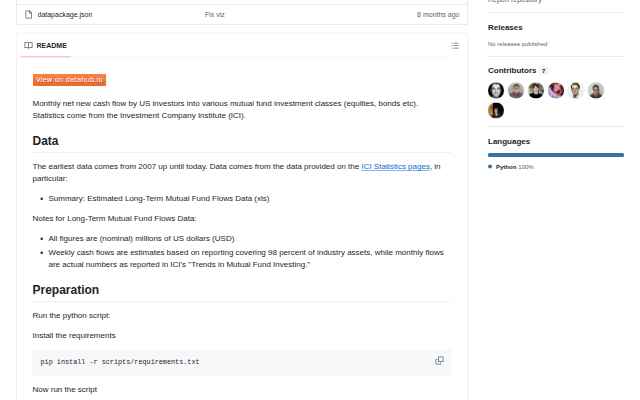 Report repository
datapackage.json
Fix viz
8 months ago
README
view on datahub.io
Monthly net new cash flow by US investors into various mutual fund investment classes (equities, bonds etc).
Statistics come from the Investment Company Institute (ICI).
Data
The earliest data comes from 2007 up until today. Data comes from the data provided on the ICI Statistics pages, in
particular:
• Summary: Estimated Long-Term Mutual Fund Flows Data (xls)
Notes for Long-Term Mutual Fund Flows Data:
• All figures are (nominal) millions of US dollars (USD)
• Weekly cash flows are estimates based on reporting covering 98 percent of industry assets, while monthly flows
are actual numbers as reported in ICI's "Trends in Mutual Fund Investing."
Preparation
Run the python script:
Install the requirements
pip install -r scripts/requirements.txt
Now run the script
Releases
No releases published
Contributors 7
Languages
Python 100%